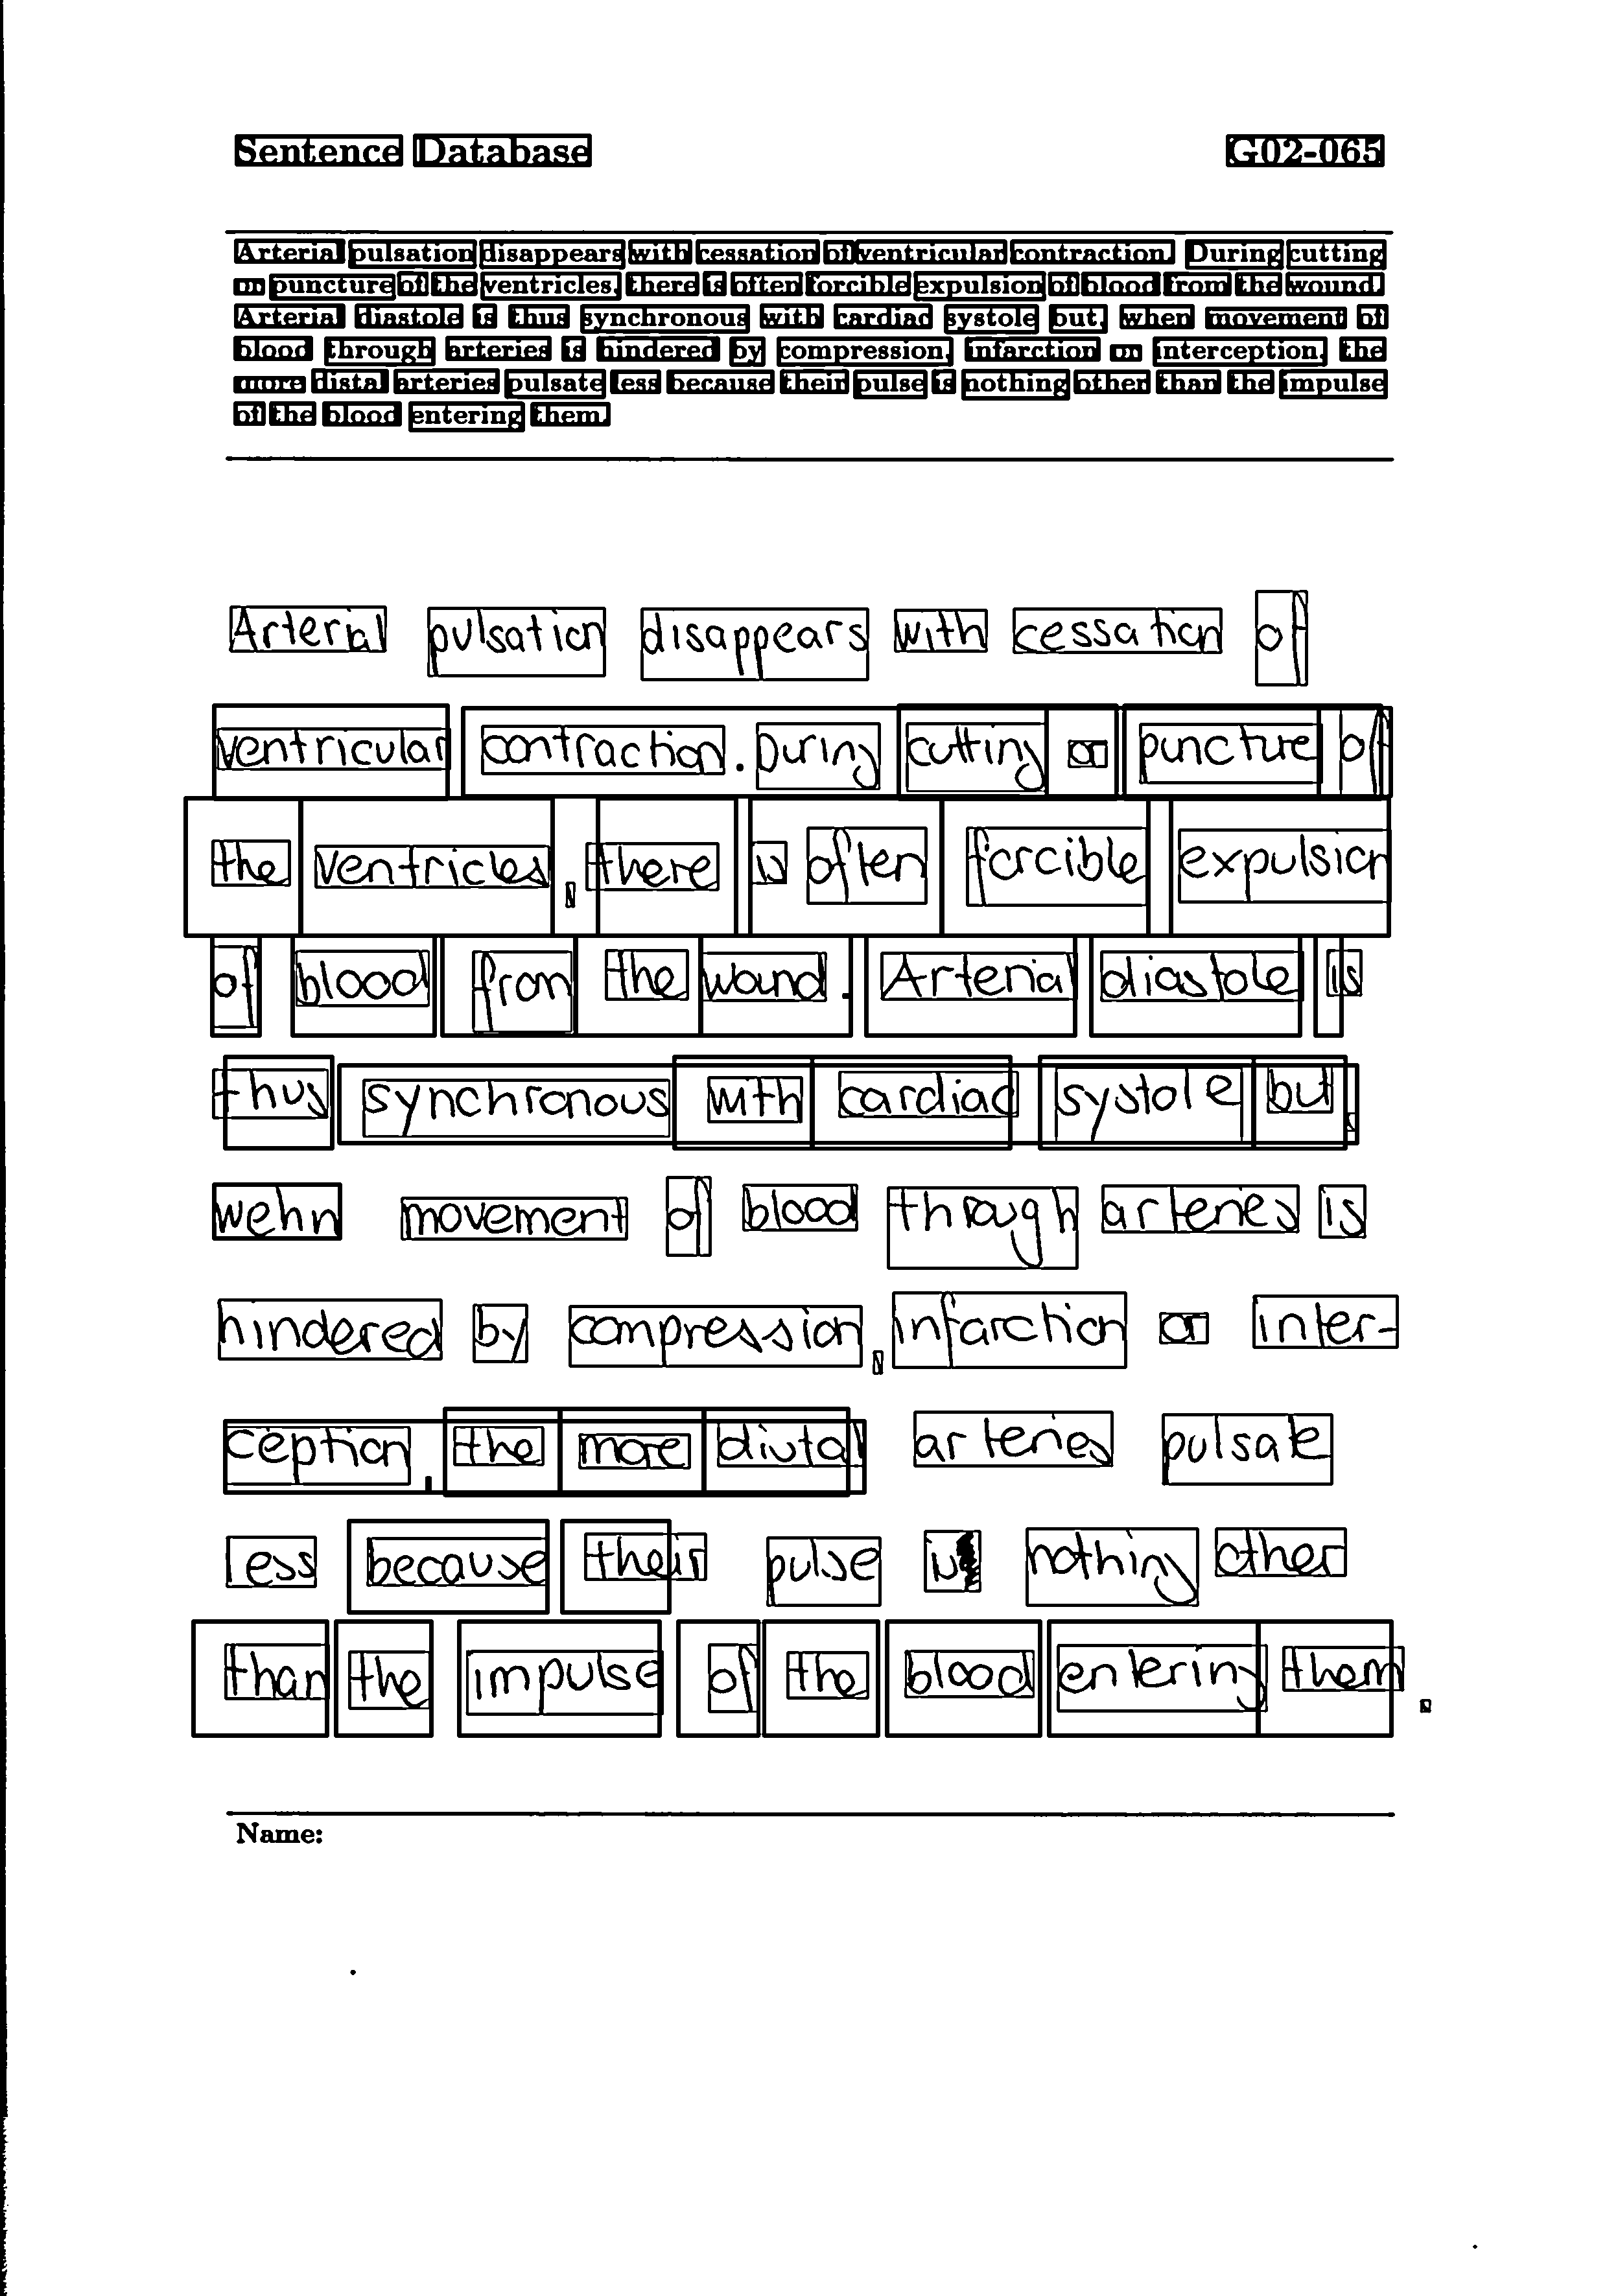 Sentence Database G02-065
Arterial pulsation disappears with cessation of ventricular contraction. During cutting
or puncture of the ventricles, there is often forcible expulsion of blood from the wound.
Arterial diastole is thus synchronous with cardiac systole but, when movement of
blood through arteries is hindered by compression, infarction or interception, the
more distal arteries pulsate less because their pulse is nothing other than the impulse
of the blood entering them.
Arterial pulsation disappears with cessation of
ventricular contraction. During cutting or puncture of
the ventricles, there is often forcible expulsion
of blood from the wound. Arterial diastole is
thus synchronous with cardiac systole but,
wehn movement of blood through arteries is
hindered by compression, infarction or inter-
ception, the more distal arteries pulsate
less because their pulse is nothing other
than the impulse of the blood entering them.
Name: